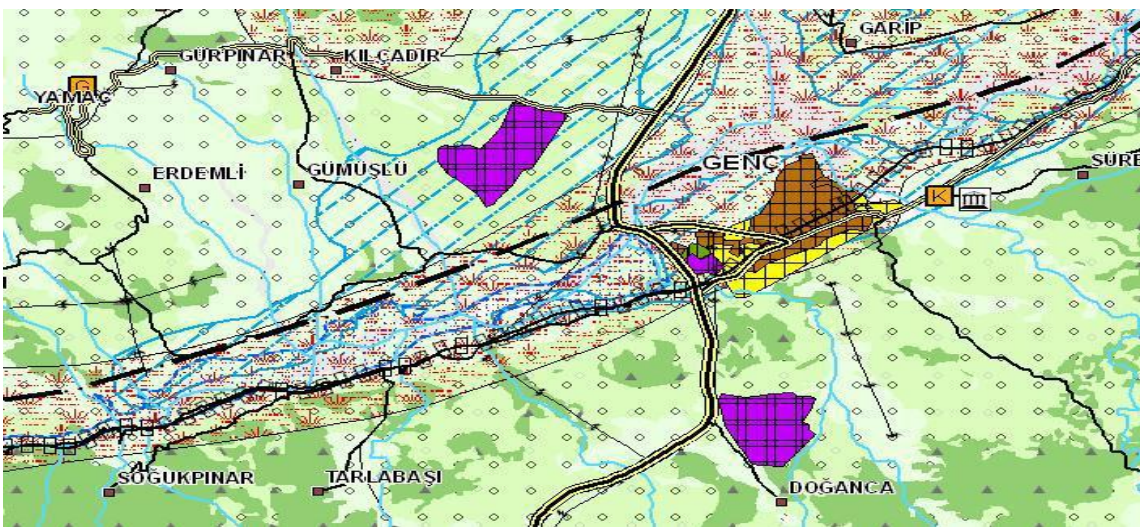 GARİP
GÜRPINAR
KILÇADIR
G
YAMAÇ
GENÇ
SÜRE
ERDEMLİ
GÜMÜŞLÜ
K
SOĞUKPINAR
TARLABAŞI
DOĞANCA